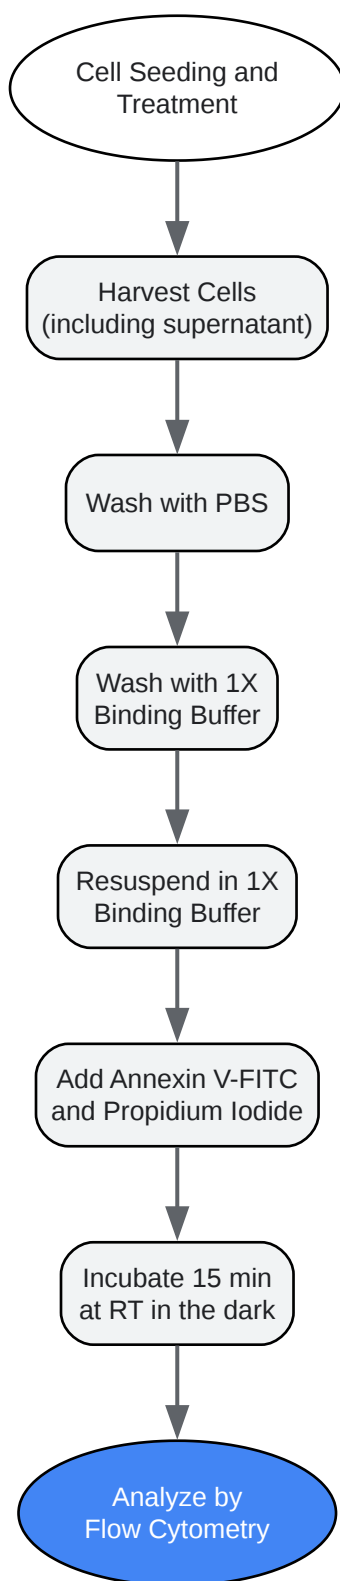 Cell Seeding and
Treatment
Harvest Cells
(including supernatant)
Wash with PBS
Wash with 1X
Binding Buffer
Resuspend in 1X
Binding Buffer
Add Annexin V-FITC
and Propidium Iodide
Incubate 15 min
at RT in the dark
Analyze by
Flow Cytometry